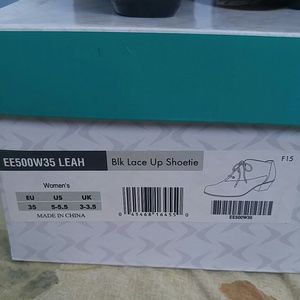 EE500W35 LEAH
Blk Lace Up Shoetie
F15
Women's
EU US UK
35 5-5.5 3-3.5
MADE IN CHINA
EE500W35